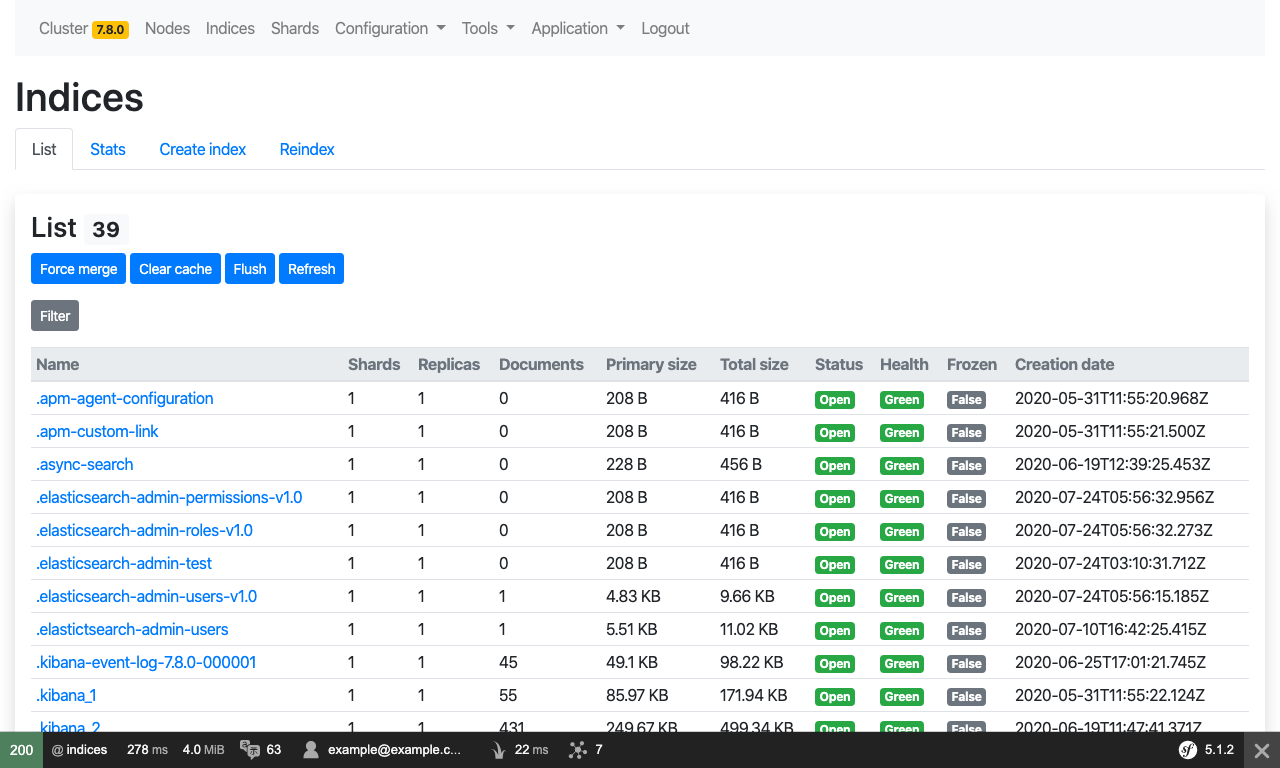 Cluster 7.8.0 Nodes Indices Shards Configuration Tools Application Logout
Indices
List Stats Create index Reindex
List 39
Force merge Clear cache Flush Refresh
Filter
Name Shards Replicas Documents Primary size Total size Status Health Frozen Creation date
.apm-agent-configuration 1 1 0 208 B 416 B Open Green False 2020-05-31T11:55:20.968Z
.apm-custom-link 1 1 0 208 B 416 B Open Green False 2020-05-31T11:55:21.500Z
.async-search 1 1 0 228 B 456 B Open Green False 2020-06-19T12:39:25.453Z
.elasticsearch-admin-permissions-v1.0 1 1 0 208 B 416 B Open Green False 2020-07-24T05:56:32.956Z
.elasticsearch-admin-roles-v1.0 1 1 0 208 B 416 B Open Green False 2020-07-24T05:56:32.273Z
.elasticsearch-admin-test 1 1 0 208 B 416 B Open Green False 2020-07-24T03:10:31.712Z
.elasticsearch-admin-users-v1.0 1 1 1 4.83 KB 9.66 KB Open Green False 2020-07-24T05:56:15.185Z
.elastictsearch-admin-users 1 1 1 5.51 KB 11.02 KB Open Green False 2020-07-10T16:42:25.415Z
.kibana-event-log-7.8.0-000001 1 1 45 49.1 KB 98.22 KB Open Green False 2020-06-25T17:01:21.745Z
.kibana_1 1 1 55 85.97 KB 171.94 KB Open Green False 2020-05-31T11:55:22.124Z
.kibana_2 1 1 431 249.67 KB 499.34 KB Open Green False 2020-06-19T11:47:41.371Z
200 @ indices 278 ms 4.0 MiB 63 example@example.c... 22 ms 7 sf 5.1.2